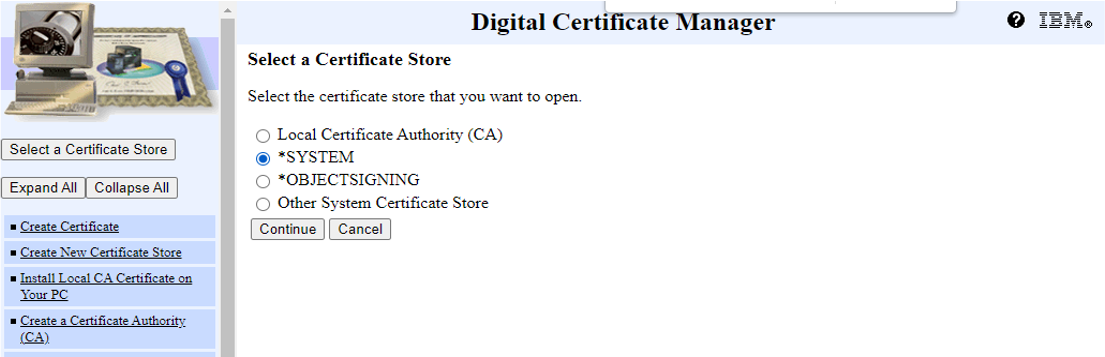 Digital Certificate Manager
IBM®
Select a Certificate Store
Select the certificate store that you want to open.
Local Certificate Authority (CA)
*SYSTEM
*OBJECTSIGNING
Other System Certificate Store
Continue
Cancel
Select a Certificate Store
Expand All
Collapse All
Create Certificate
Create New Certificate Store
Install Local CA Certificate on
Your PC
Create a Certificate Authority
(CA)